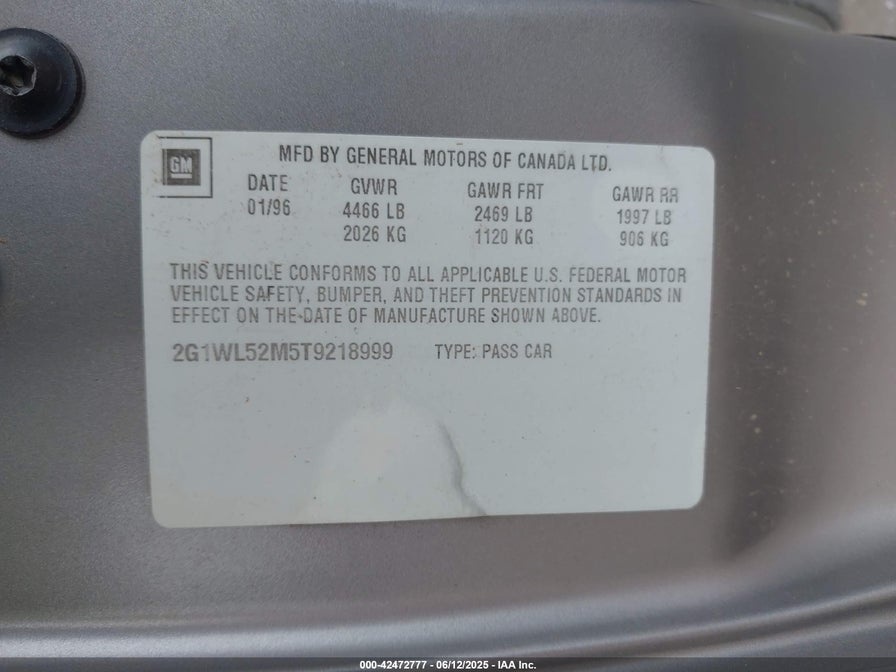 GM
MFD BY GENERAL MOTORS OF CANADA LTD.
DATE GVWR GAWR FRT GAWR RR
01/96 4466 LB 2469 LB 1997 LB
2026 KG 1120 KG 906 KG
THIS VEHICLE CONFORMS TO ALL APPLICABLE U.S. FEDERAL MOTOR
VEHICLE SAFETY, BUMPER, AND THEFT PREVENTION STANDARDS IN
EFFECT ON THE DATE OF MANUFACTURE SHOWN ABOVE.
2G1WL52M5T9218999 TYPE: PASS CAR
000-42472777 - 06/12/2025 - IAA Inc.